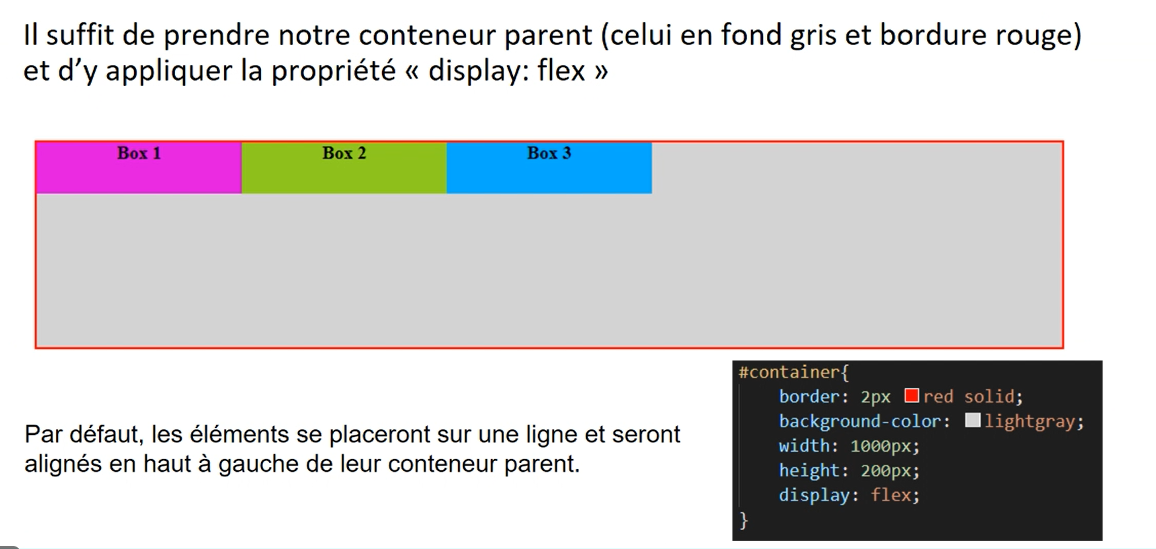 Il suffit de prendre notre conteneur parent (celui en fond gris et bordure rouge)
et d’y appliquer la propriété « display: flex »
Box 1 Box 2 Box 3
#container{
border: 2px red solid;
background-color: lightgray;
width: 1000px;
height: 200px;
display: flex;
}
Par défaut, les éléments se placeront sur une ligne et seront
alignés en haut à gauche de leur conteneur parent.